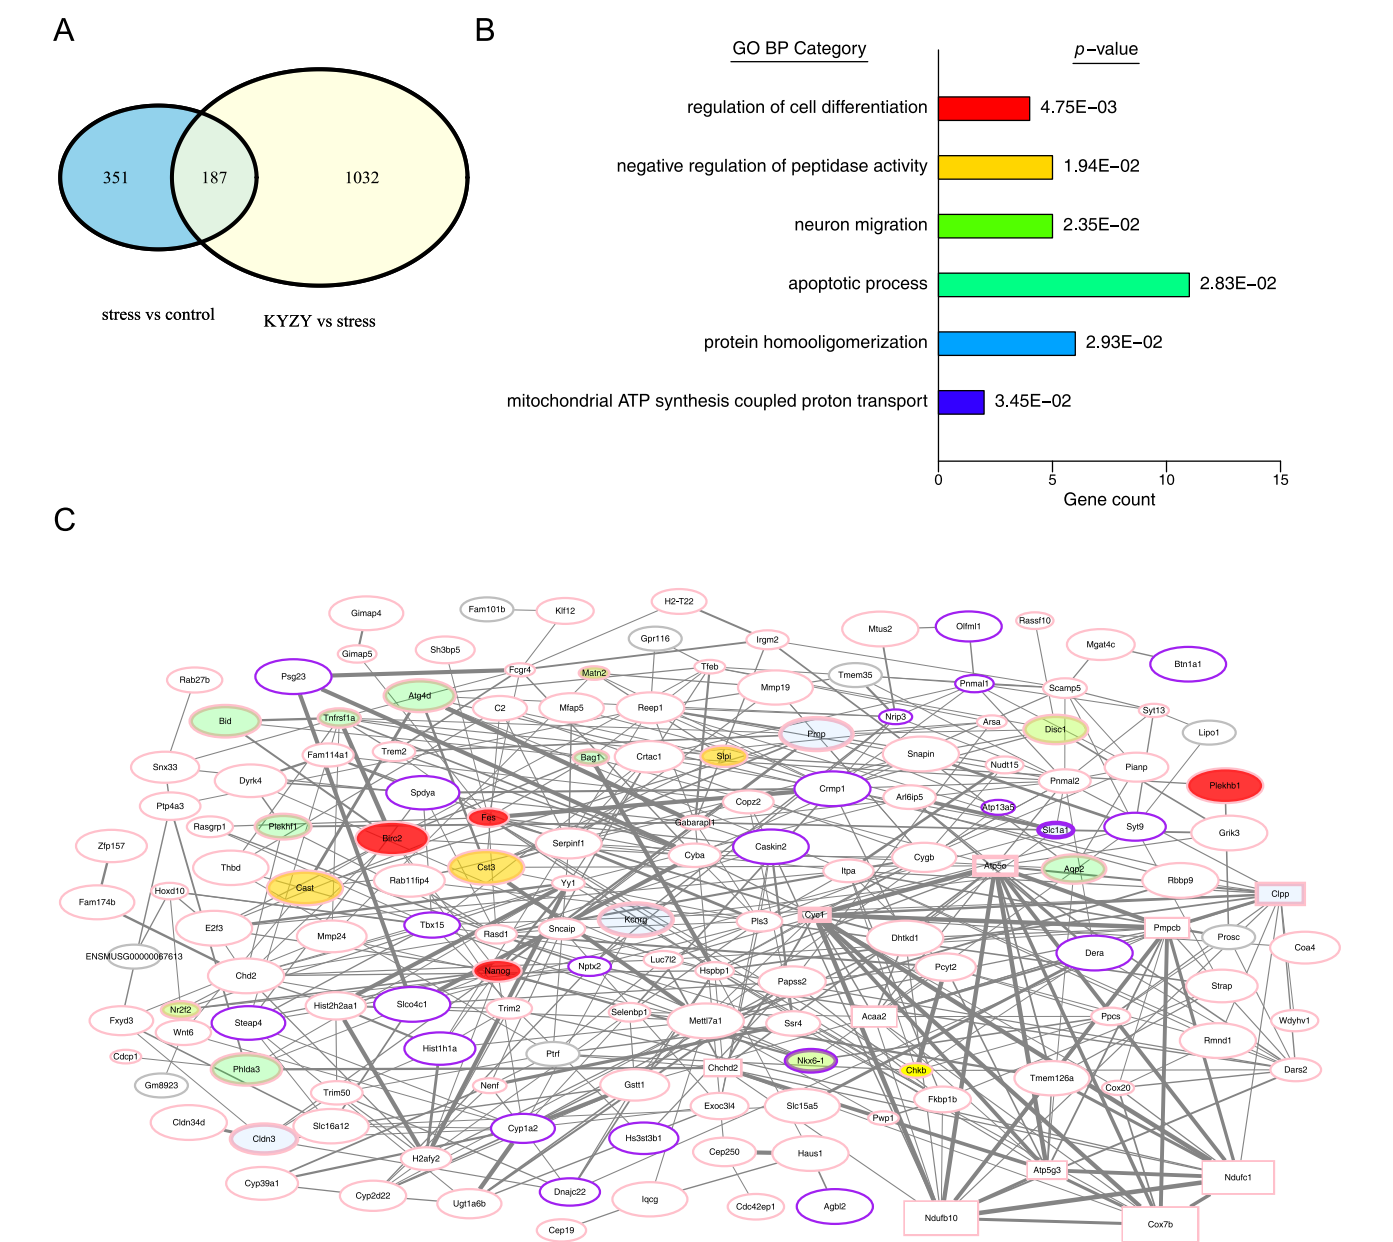 A
B
351
187
1032
stress vs control
KYZY vs stress
GO BP Category
p-value
regulation of cell differentiation
4.75E−03
negative regulation of peptidase activity
1.94E−02
neuron migration
2.35E−02
apoptotic process
2.83E−02
protein homooligomerization
2.93E−02
mitochondrial ATP synthesis coupled proton transport
3.45E−02
0
5
10
15
Gene count
C
Gimap4
Fam101b
Klf12
H2-T22
Mtus2
Olfml1
Rassf10
Gimap5
Sh3bp5
Gpr116
Irgm2
Mgat4c
Btn1a1
Rab27b
Psg23
Fcgr4
Matn2
Tfeb
Tmem35
Pnmal1
Scamp5
Atg4d
Mmp19
Bid
Tnfrsf1a
C2
Mfap5
Reep1
Nrip3
Arsa
Syt13
Prnp
Disc1
Lipo1
Snx33
Fam114a1
Trem2
Bag1
Crtac1
Slpi
Snapin
Nudt15
Pianp
Dyrk4
Spdya
Crmp1
Pnmal2
Plekhb1
Ptp4a3
Copz2
Arl6ip5
Atp13a5
Rasgrp1
Plekhf1
Fes
Gabarapl1
Slc1a1
Syt9
Grik3
Zfp157
Birc2
Serpinf1
Cyba
Caskin2
Cygb
Thbd
Cst3
Itpa
Atp5o
Aqp2
Rbbp9
Clpp
Hoxd10
Cast
Rab11fip4
Yy1
Fam174b
E2f3
Mmp24
Tbx15
Rasd1
Sncaip
Kcnrg
Pls3
Cyc1
Dhtkd1
Pmpcb
Prosc
Coa4
ENSMUSG00000067613
Chd2
Nanog
Nptx2
Luc7l2
Hspbp1
Papss2
Pcyt2
Dera
Strap
Nr2f2
Hist2h2aa1
Slco4c1
Trim2
Selenbp1
Mettl7a1
Ssr4
Acaa2
Ppcs
Wdyhv1
Fxyd3
Wnt6
Steap4
Hist1h1a
Ptrf
Rmnd1
Cdcp1
Phlda3
Chchd2
Nkx6-1
Chkb
Tmem126a
Cox20
Dars2
Gm8923
Trim50
Nenf
Gstt1
Fkbp1b
Cldn34d
Cldn3
Slc16a12
Cyp1a2
Hs3st3b1
Exoc3l4
Slc15a5
Pwp1
H2afy2
Cep250
Haus1
Atp5g3
Ndufc1
Cyp39a1
Cyp2d22
Ugt1a6b
Dnajc22
Iqcg
Cdc42ep1
Agbl2
Ndufb10
Cox7b
Cep19